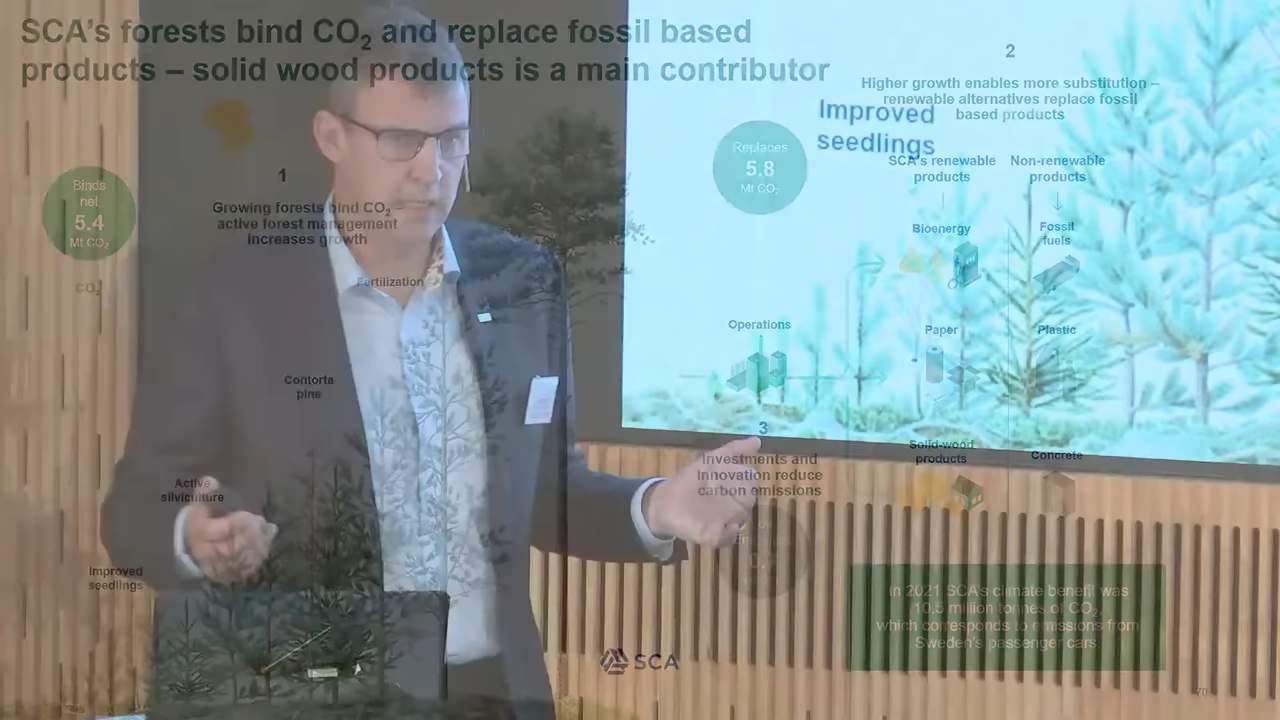 SCA's forests bind CO₂ and replace fossil based
products – solid wood products is a main contributor
Binds
net
5.4
Mt CO₂
CO₂
1
Growing forests bind CO₂
active forest management
increases growth
Fertilization
Contorta
pine
Active
silviculture
Improved
seedlings
Replaces
5.8
Mt CO₂
Improved
seedlings
2
Higher growth enables more substitution –
renewable alternatives replace fossil
based products
SCA's renewable
products
Non-renewable
products
Bioenergy
Fossil
fuels
Operations
Paper
Plastic
3
Investments and
innovation reduce
carbon emissions
Solid-wood
products
Concrete
In 2021 SCA's climate benefit was
10.5 million tonnes of CO₂,
which corresponds to emissions from
Sweden's passenger cars
SCA
70